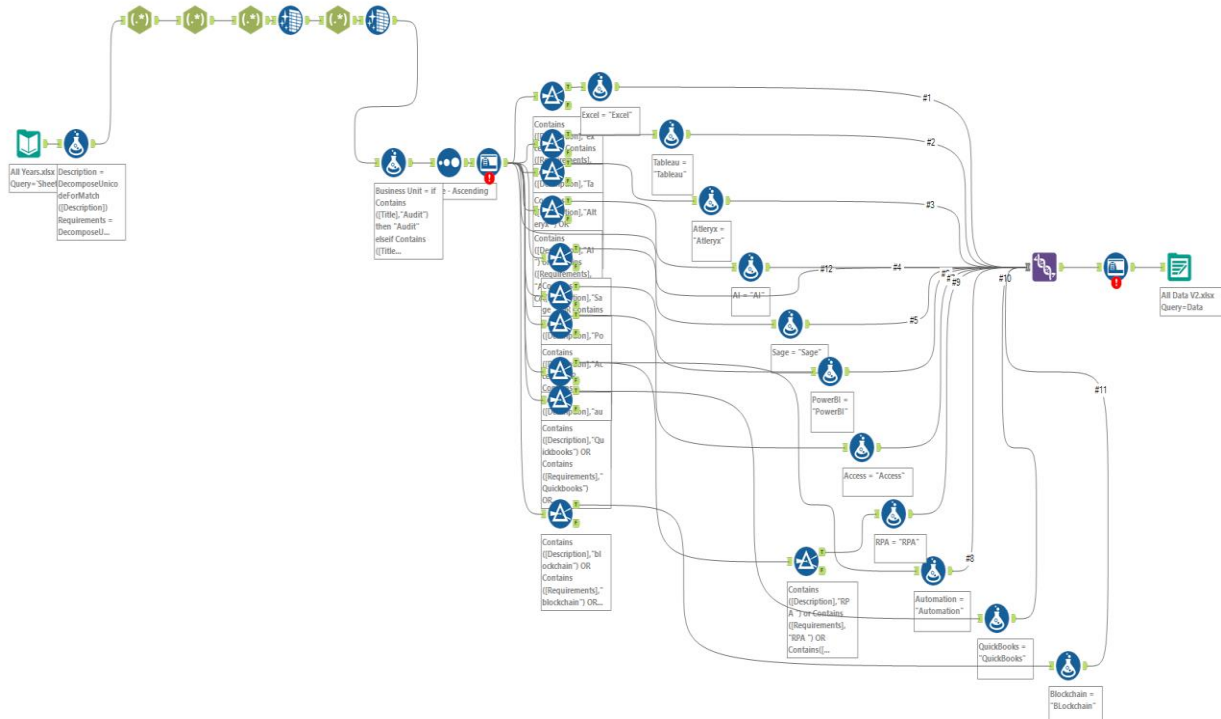 All Years.xlsx
Query='Sheet
Description =
DecomposeUnico
deForMatch
([Description])
Requirements =
DecomposeU...
Business Unit = if
Contains
([Title],"Audit")
then "Audit"
elseif Contains
([Title...
e - Ascending
Excel = "Excel"
Tableau =
"Tableau"
Atleryx =
"Atleryx"
AI = "AI"
Sage = "Sage"
PowerBI =
"PowerBI"
Access = "Access"
RPA = "RPA"
Automation =
"Automation"
QuickBooks =
"QuickBooks"
Blockchain =
"BLockchain"
Contains
Contains
Contains
Contains
([Description],"Qu
ickbooks") OR
Contains
([Requirements],
"Quickbooks")
OR...
Contains
([Description],"bl
ockchain") OR
Contains
([Requirements],"
blockchain") OR...
Contains
([Description],"RP
A ") or Contains
([Requirements],
"RPA ") OR
Contains([...
#1
#2
#3
#12
#4
#9
#10
#5
#11
#8
All Data V2.xlsx
Query=Data